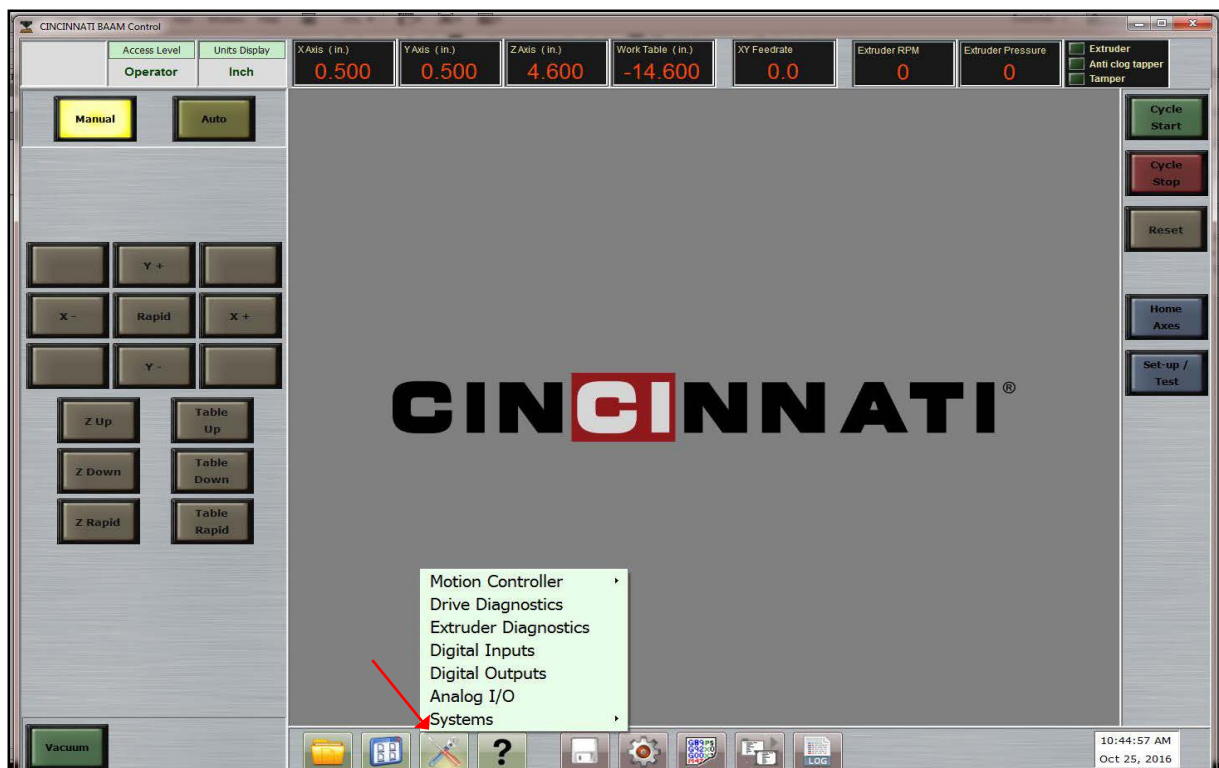 CINCINNATI BAAM Control
Access Level
Operator
Units Display
Inch
X Axis ( in.)
0.500
Y Axis ( in.)
0.500
Z Axis ( in.)
4.600
Work Table ( in.)
-14.600
XY Feedrate
0.0
Extruder RPM
0
Extruder Pressure
0
Extruder
Anti clog tapper
Tamper
Manual
Auto
Y +
X -
Rapid
X +
Y -
Z Up
Table
Up
Z Down
Table
Down
Z Rapid
Table
Rapid
Vacuum
CINCINNATI®
Motion Controller
Drive Diagnostics
Extruder Diagnostics
Digital Inputs
Digital Outputs
Analog I/O
Systems
?
LOG
Cycle
Start
Cycle
Stop
Reset
Home
Axes
Set-up /
Test
10:44:57 AM
Oct 25, 2016